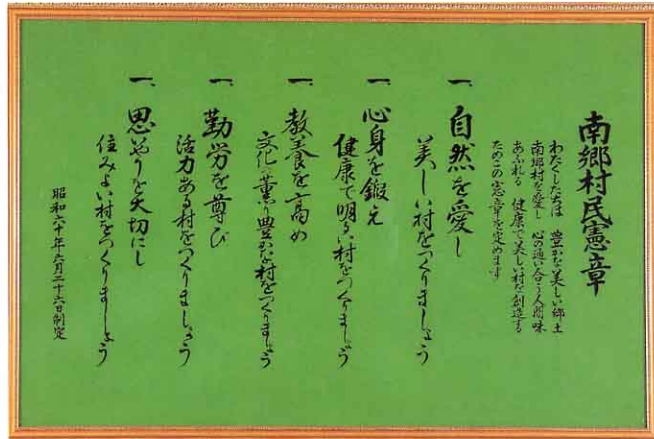 南郷村民憲章
わたくしたちは 豊かな美しい郷土
南郷村を愛し 心の通い合う人間味
あふれる 健康で美しい村を創造する
ためこの憲章を定めます
一、自然を愛し
美しい村をつくりましょう
一、心身を鍛え
健康で明るい村をつくりましょう
一、教養を高め
文化の薫り豊かな村をつくりましょう
一、勤労を尊び
活力ある村をつくりましょう
一、思いやりを大切にし
住みよい村をつくりましょう
昭和六十年六月二十六日制定